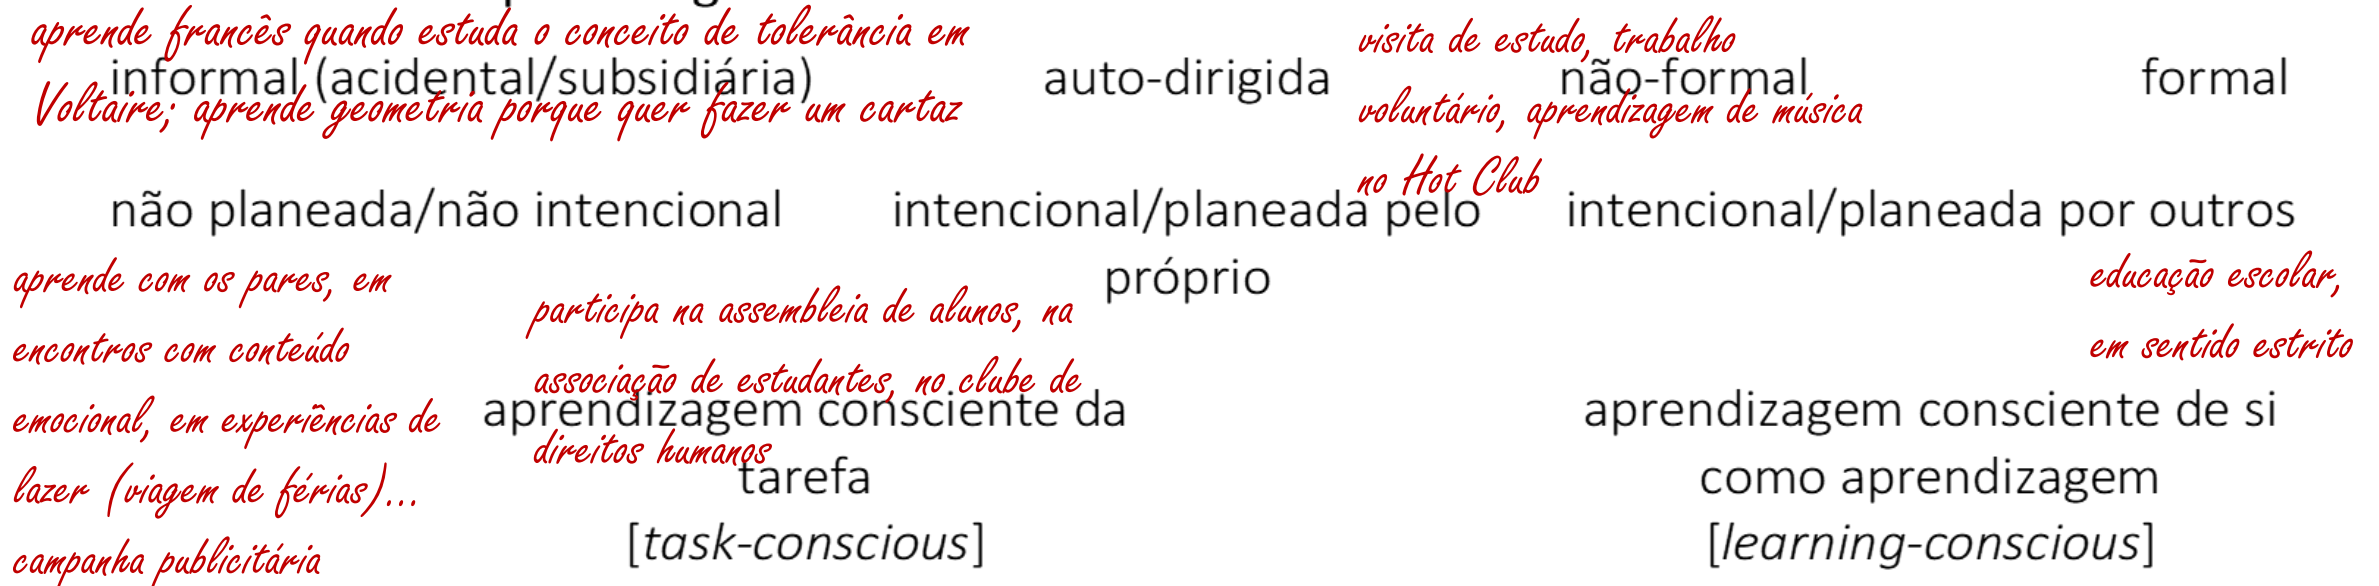 aprende francês quando estuda o conceito de tolerância em
visita de estudo, trabalho
informal (acidental/subsidiária)
auto-dirigida
não-formal
formal
Voltaire; aprende geometria porque quer fazer um cartaz
voluntário, aprendizagem de música
no Hot Club
não planeada/não intencional
intencional/planeada pelo
próprio
intencional/planeada por outros
aprende com os pares, em
encontros com conteúdo
emocional, em experiências de
lazer (viagem de férias)...
campanha publicitária
participa na assembleia de alunos, na
associação de estudantes, no clube de
direitos humanos
educação escolar,
em sentido estrito
aprendizagem consciente da
tarefa
[task-conscious]
aprendizagem consciente de si
como aprendizagem
[learning-conscious]